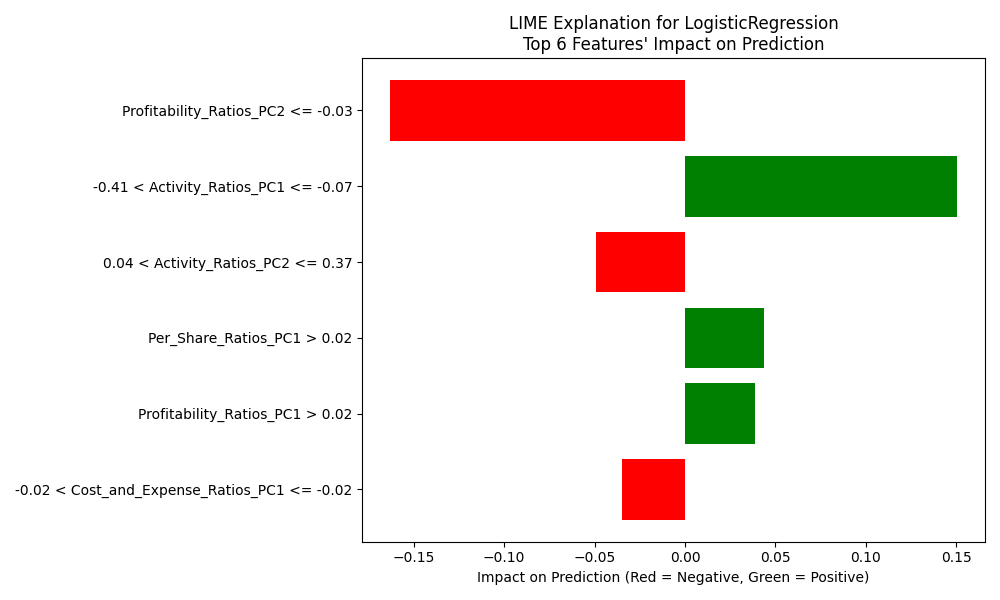 LIME Explanation for LogisticRegression
Top 6 Features' Impact on Prediction
Profitability_Ratios_PC2 <= -0.03
-0.41 < Activity_Ratios_PC1 <= -0.07
0.04 < Activity_Ratios_PC2 <= 0.37
Per_Share_Ratios_PC1 > 0.02
Profitability_Ratios_PC1 > 0.02
-0.02 < Cost_and_Expense_Ratios_PC1 <= -0.02
−0.15 −0.10 −0.05 0.00 0.05 0.10 0.15
Impact on Prediction (Red = Negative, Green = Positive)